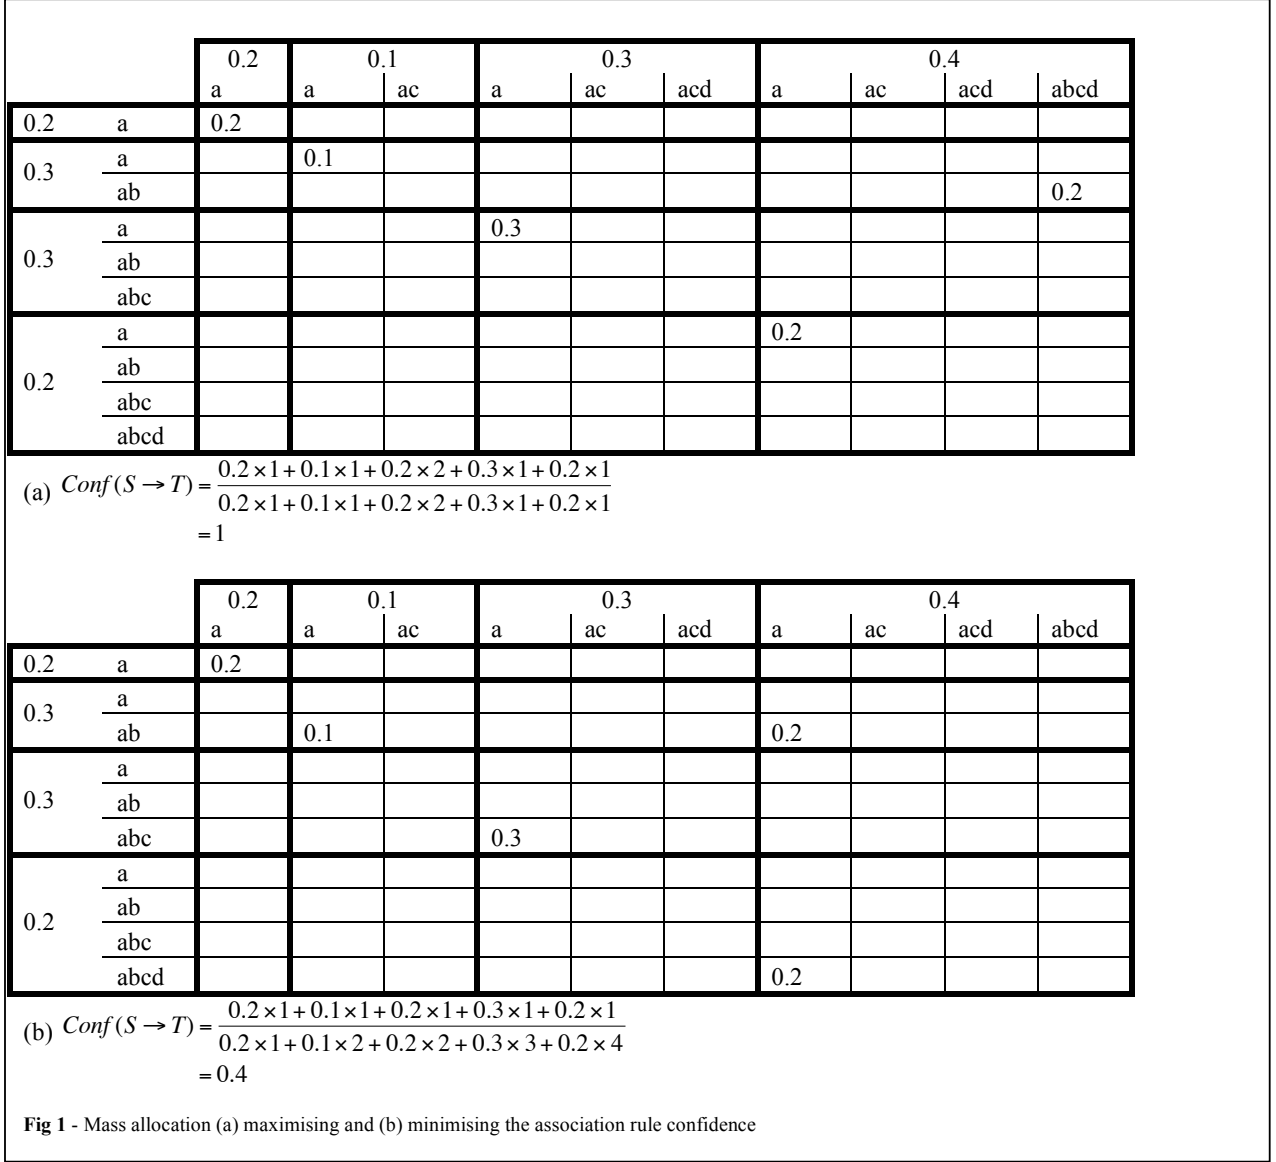 0.2 0.1 0.3 0.4
a a ac a ac acd a ac acd abcd
0.2 a 0.2
0.3 a 0.1
ab 0.2
0.3 a 0.3
ab
abc
0.2 a 0.2
ab
abc
abcd
(a) Conf(S → T) = (0.2×1+0.1×1+0.2×2+0.3×1+0.2×1) / (0.2×1+0.1×1+0.2×2+0.3×1+0.2×1)
= 1
0.2 0.1 0.3 0.4
a a ac a ac acd a ac acd abcd
0.2 a 0.2
0.3 a
ab 0.1 0.2
0.3 a
ab
abc 0.3
0.2 a
ab
abc
abcd 0.2
(b) Conf(S → T) = (0.2×1+0.1×1+0.2×1+0.3×1+0.2×1) / (0.2×1+0.1×2+0.2×2+0.3×3+0.2×4)
= 0.4
Fig 1 - Mass allocation (a) maximising and (b) minimising the association rule confidence